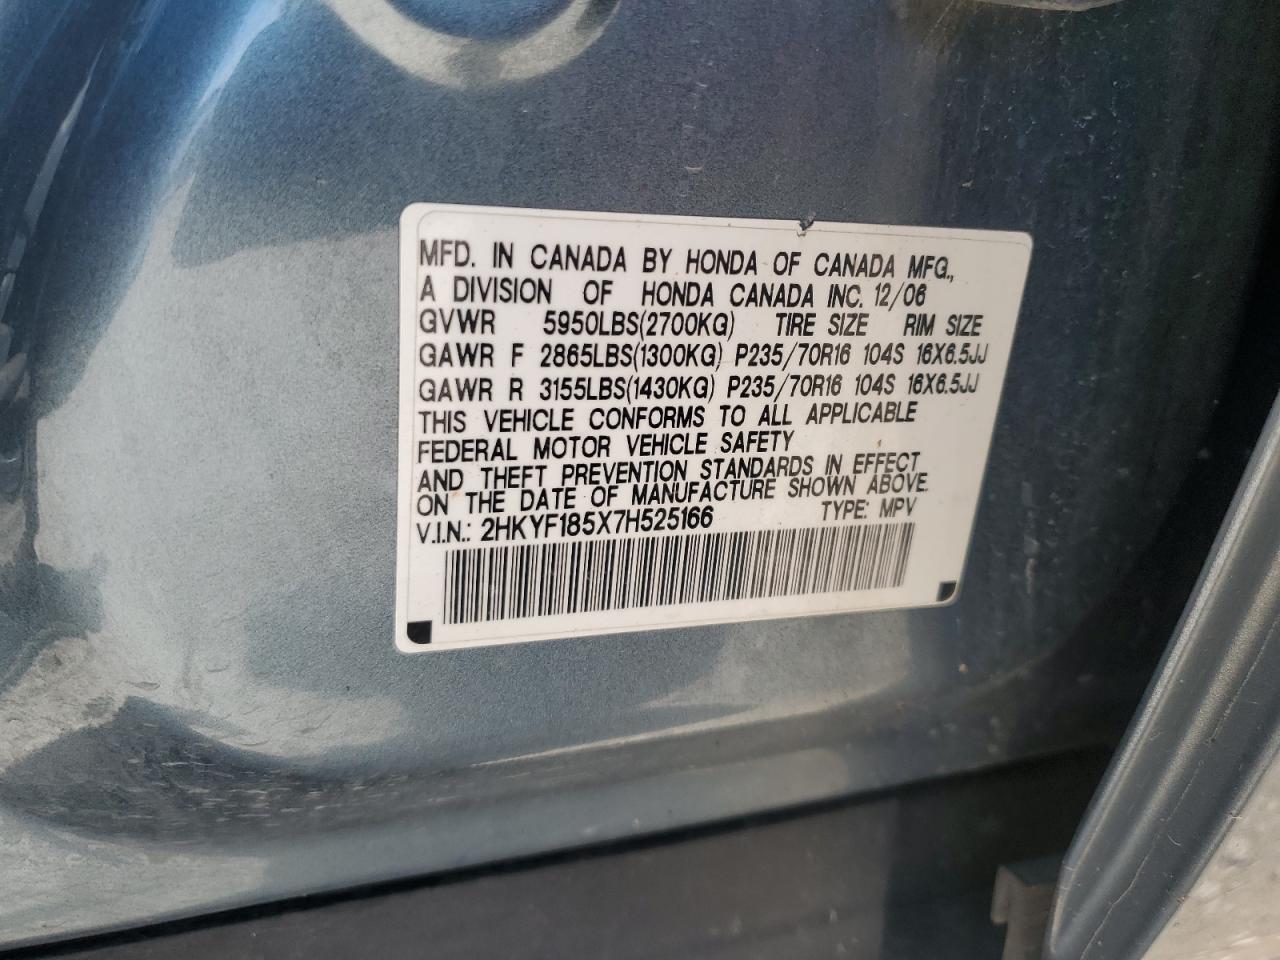 MFD. IN CANADA BY HONDA OF CANADA MFG.,
A DIVISION OF HONDA CANADA INC. 12/06
GVWR 5950LBS(2700KG) TIRE SIZE RIM SIZE
GAWR F 2865LBS(1300KG) P235/70R16 104S 16X6.5JJ
GAWR R 3155LBS(1430KG) P235/70R16 104S 16X6.5JJ
THIS VEHICLE CONFORMS TO ALL APPLICABLE
FEDERAL MOTOR VEHICLE SAFETY
AND THEFT PREVENTION STANDARDS IN EFFECT
ON THE DATE OF MANUFACTURE SHOWN ABOVE.
V.I.N.: 2HKYF185X7H525166 TYPE: MPV